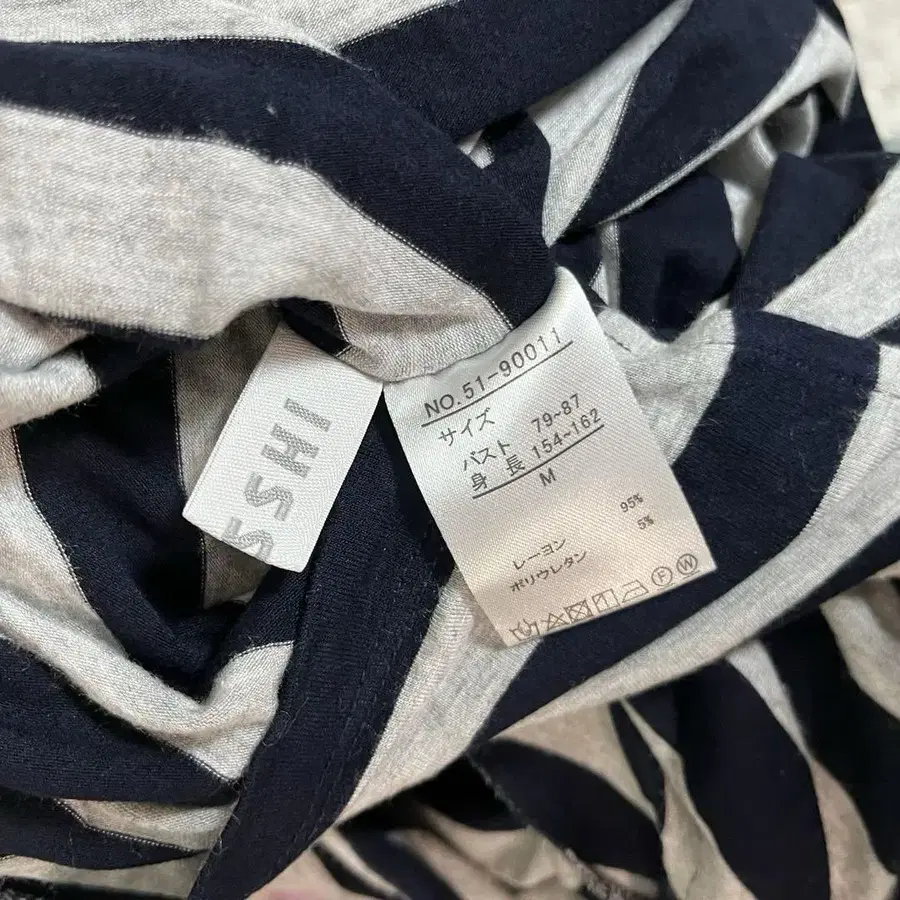 NO.51-90011
サイズ
バスト 79~87
身長 154~162
M
レーヨン 95%
ポリウレタン 5%
F W